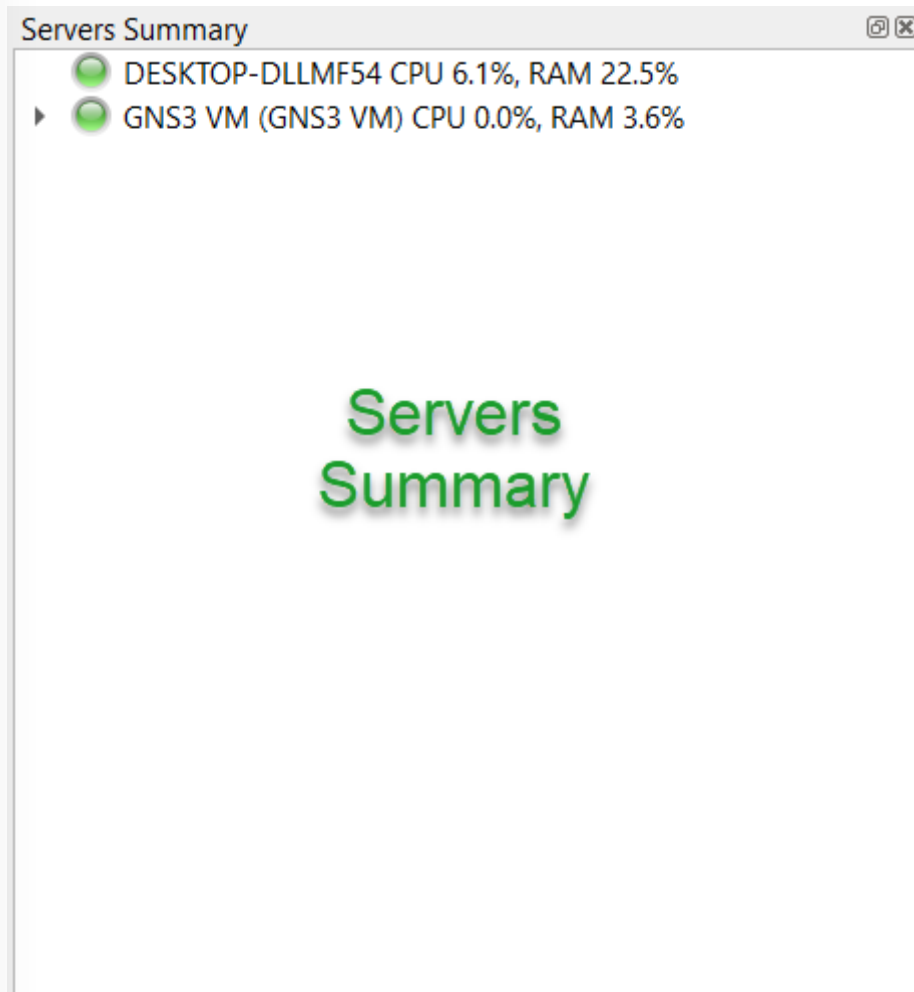 Servers Summary
DESKTOP-DLLMF54 CPU 6.1%, RAM 22.5%
GNS3 VM (GNS3 VM) CPU 0.0%, RAM 3.6%
Servers
Summary